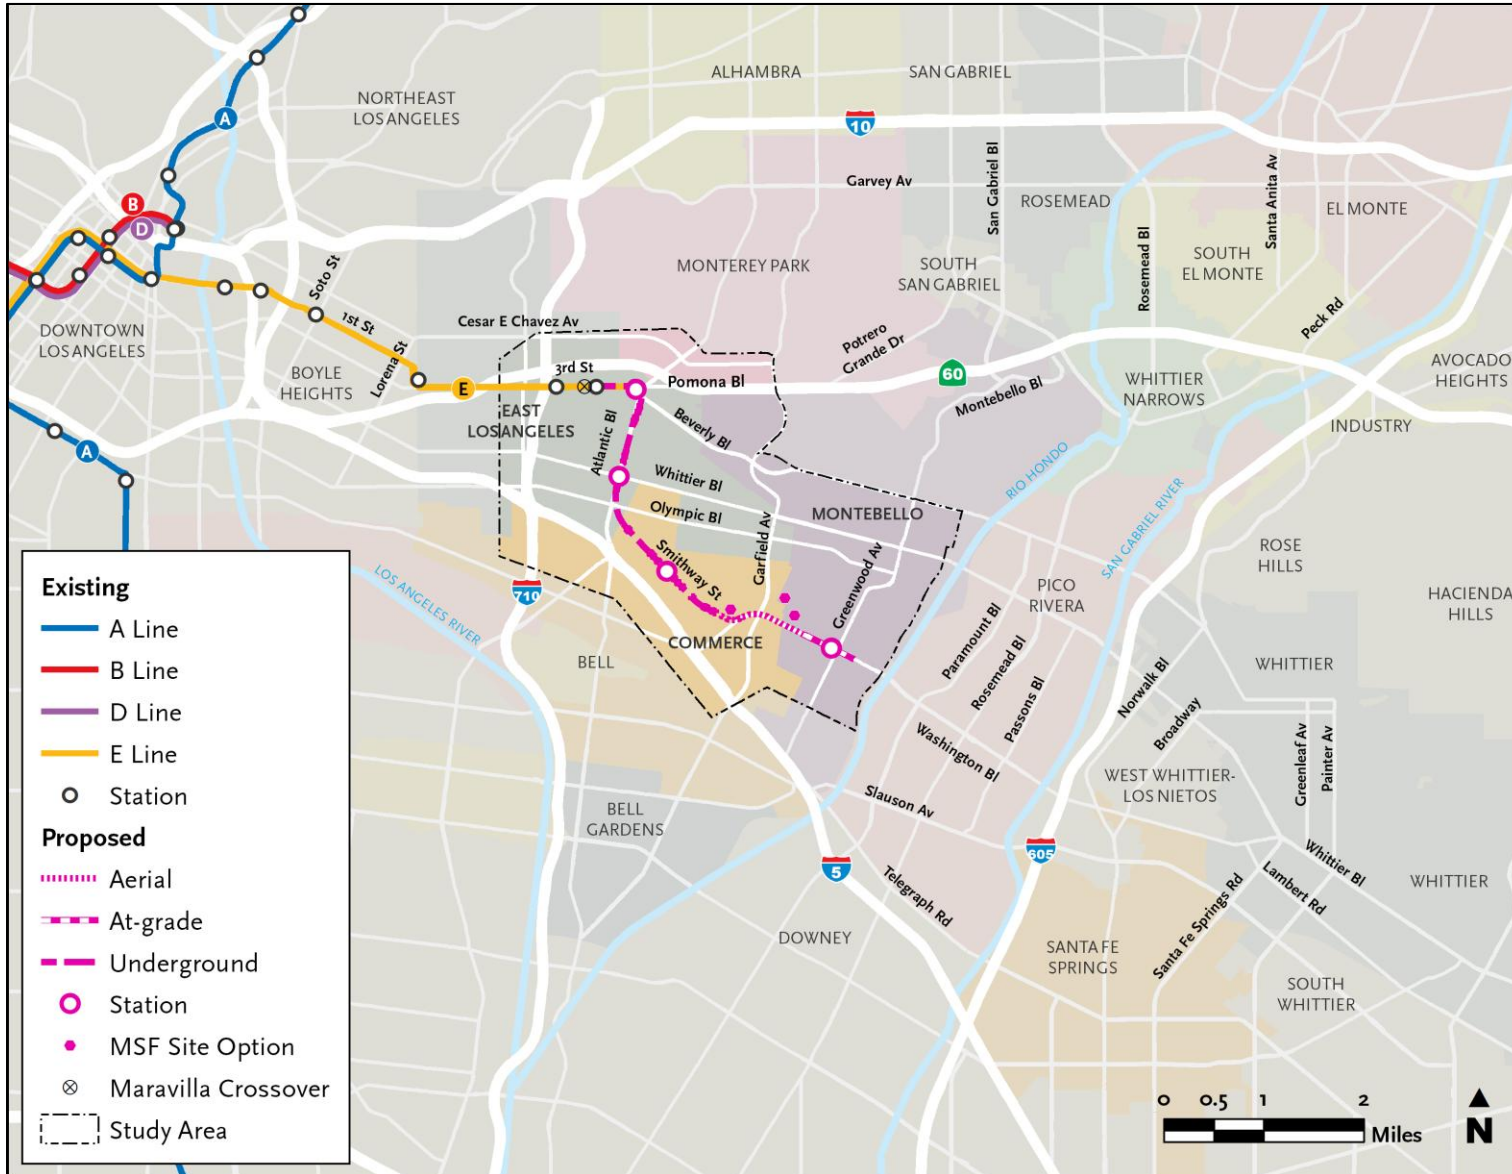 ALHAMBRA
SAN GABRIEL
NORTHEAST
LOS ANGELES
A
10
Garvey Av
San Gabriel Bl
ROSEMEAD
Santa Anita Av
EL MONTE
B
D
MONTEREY PARK
SOUTH
SAN GABRIEL
Rosemead Bl
SOUTH
EL MONTE
Soto St
1st St
DOWNTOWN
LOS ANGELES
Cesar E Chavez Av
Potrero
Grande Dr
Peck Rd
BOYLE
HEIGHTS
Lorena St
E
3rd St
Pomona Bl
60
Montebello Bl
WHITTIER
NARROWS
AVOCADO
HEIGHTS
EAST
LOS ANGELES
Atlantic Bl
Beverly Bl
INDUSTRY
A
Whittier Bl
RIO HONDO
Olympic Bl
MONTEBELLO
SAN GABRIEL RIVER
Garfield Av
Smithway St
Greenwood Av
ROSE
HILLS
LOS ANGELES RIVER
710
PICO
RIVERA
HACIENDA
HILLS
COMMERCE
BELL
Paramount Bl
Rosemead Bl
Passons Bl
WHITTIER
Norwalk Bl
Broadway
Greenleaf Av
Painter Av
Washington Bl
WEST WHITTIER-
LOS NIETOS
Slauson Av
BELL
GARDENS
5
605
Whittier Bl
Lambert Rd
WHITTIER
Telegraph Rd
Santa Fe Springs Rd
DOWNEY
SANTA FE
SPRINGS
SOUTH
WHITTIER
Existing
A Line
B Line
D Line
E Line
Station
Proposed
Aerial
At-grade
Underground
Station
MSF Site Option
Maravilla Crossover
Study Area
0 0.5 1 2
Miles
N